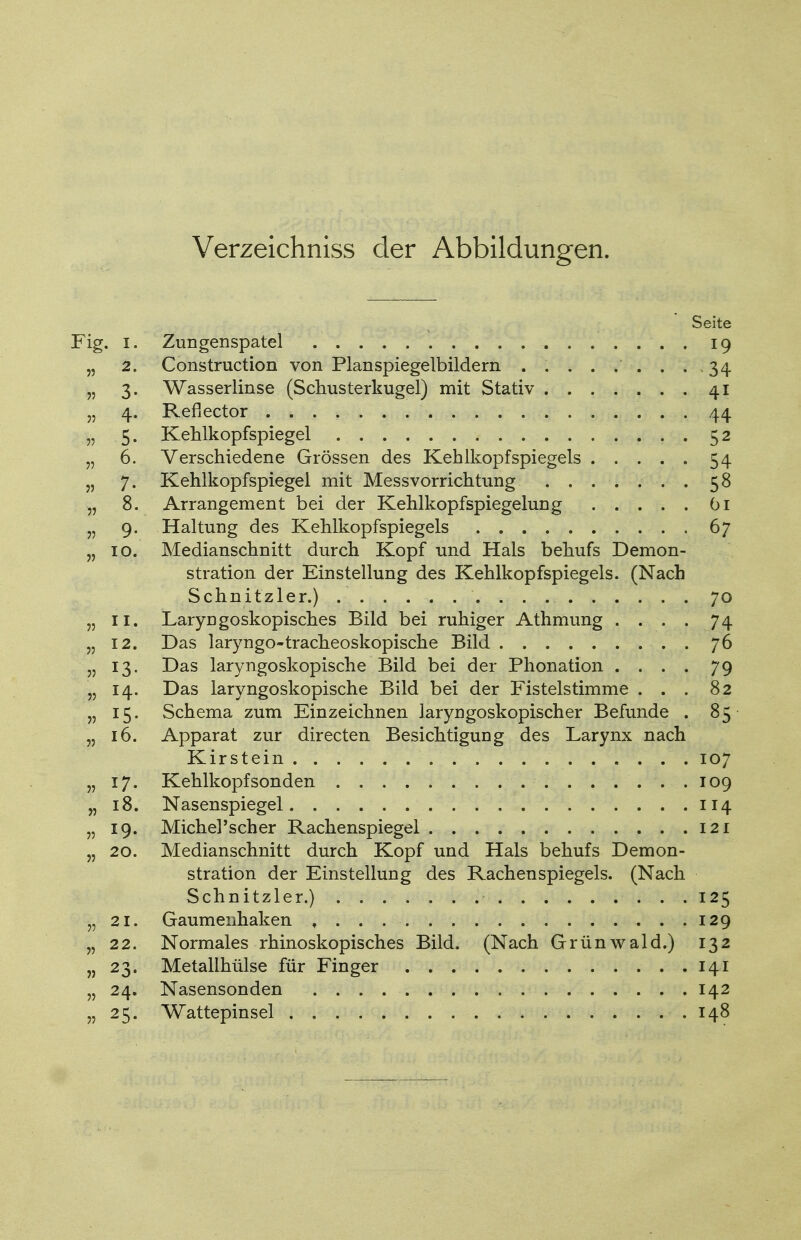 Verzeichniss der Abbildungen.
Seite
Fig. 1. Zungenspatel . . . . . . . . . . . . . . . . . 19
„ 2. Construction von Planspiegelbildern . . . . . . . . 34
„ 3. Wasserlinse (Schusterkugel) mit Stativ . . . . . . . 41
„ 4. Reflector . . . . . . . . . . . . . . . . . . . 44
„ 5. Kehlkopfspiegel . . . . . . . . . . . . . . . . 52
„ 6. Verschiedene Grössen des Kehlkopfspiegels . . . . . 54
„ 7. Kehlkopfspiegel mit Messvorrichtung . . . . . . . 58
„ 8. Arrangement bei der Kehlkopfspiegelung . . . . . 61
„ 9. Haltung des Kehlkopfspiegels . . . . . . . . . . 67
„ 10. Medianschnitt durch Kopf und Hals behufs Demon-
stration der Einstellung des Kehlkopfspiegels. (Nach
Schnitzler.) . . . . . . . . . . . . . . . . 70
„ 11. Laryngoskopisches Bild bei ruhiger Athmung . . . . 74
„ 12. Das laryngo-tracheoskopische Bild . . . . . . . . . 76
„ 13. Das laryngoskopische Bild bei der Phonation . . . . 79
„ 14. Das laryngoskopische Bild bei der Fistelstimme . . . 82
„ 15. Schema zum Einzeichnen laryngoskopischer Befunde . 85
„ 16. Apparat zur directen Besichtigung des Larynx nach
Kirstein . . . . . . . . . . . . . . . . . . 107
„ 17. Kehlkopfsonden . . . . . . . . . . . . . . . . 109
„ 18. Nasenspiegel . . . . . . . . . . . . . . . . . . 114
„ 19. Michel’scher Rachenspiegel . . . . . . . . . . . . 121
„ 20. Medianschnitt durch Kopf und Hals behufs Demon-
stration der Einstellung des Rachenspiegels. (Nach
Schnitzler.) . . . . . . . . . . . . . . . . 125
„ 21. Gaumenhaken . . . . . . . . . . . . . . . . . 129
„ 22. Normales rhinoskopisches Bild. (Nach Grünwald.) 132
„ 23. Metallhülse für Finger . . . . . . . . . . . . . 141
„ 24. Nasensonden . . . . . . . . . . . . . . . . . 142
„ 25. Wattepinsel . . . . . . . . . . . . . . . . . . 148